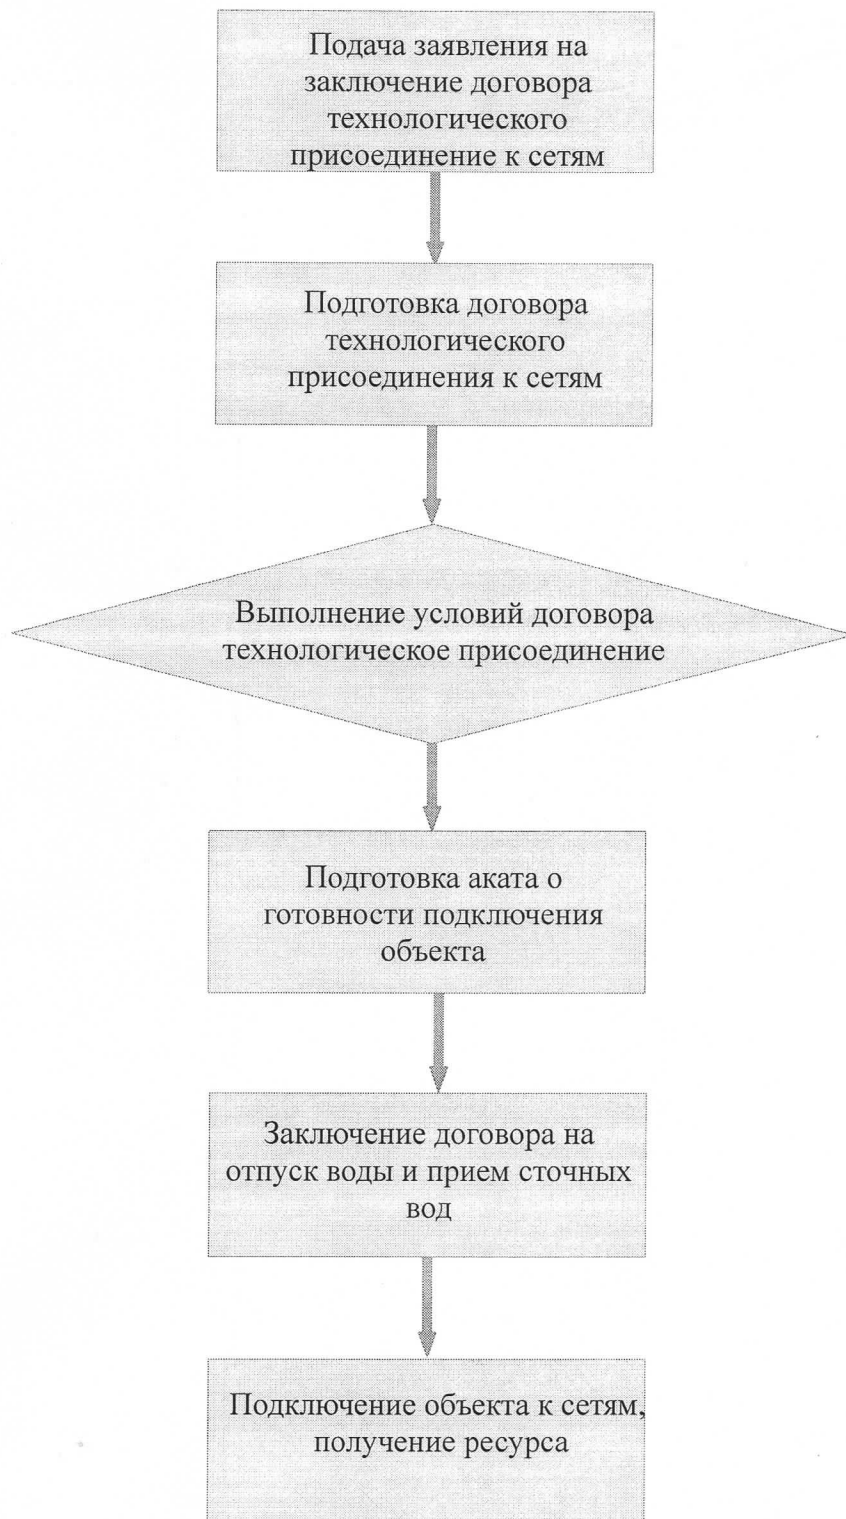 Подача заявления на
заключение договора
технологического
присоединение к сетям
Подготовка договора
технологического
присоединения к сетям
Выполнение условий договора
технологическое присоединение
Подготовка аката о
готовности подключения
объекта
Заключение договора на
отпуск воды и прием сточных
вод
Подключение объекта к сетям,
получение ресурса